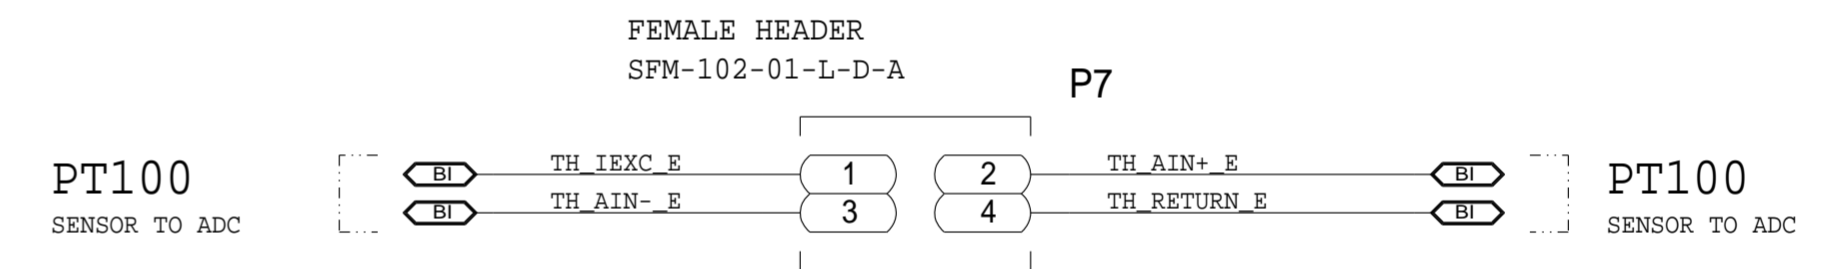 FEMALE HEADER
SFM-102-01-L-D-A
P7
PT100
SENSOR TO ADC
BI
TH_IEXC_E
1
2
TH_AIN+_E
BI
BI
TH_AIN-_E
3
4
TH_RETURN_E
BI
PT100
SENSOR TO ADC